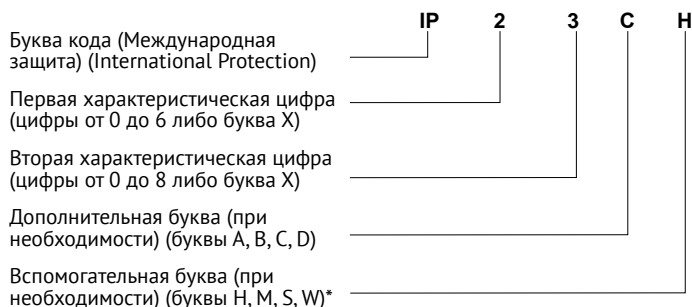 IP 2 3 C H
Буква кода (Международная
защита) (International Protection)
Первая характеристическая цифра
(цифры от 0 до 6 либо буква X)
Вторая характеристическая цифра
(цифры от 0 до 8 либо буква X)
Дополнительная буква (при
необходимости) (буквы A, B, C, D)
Вспомогательная буква (при
необходимости) (буквы H, M, S, W)*